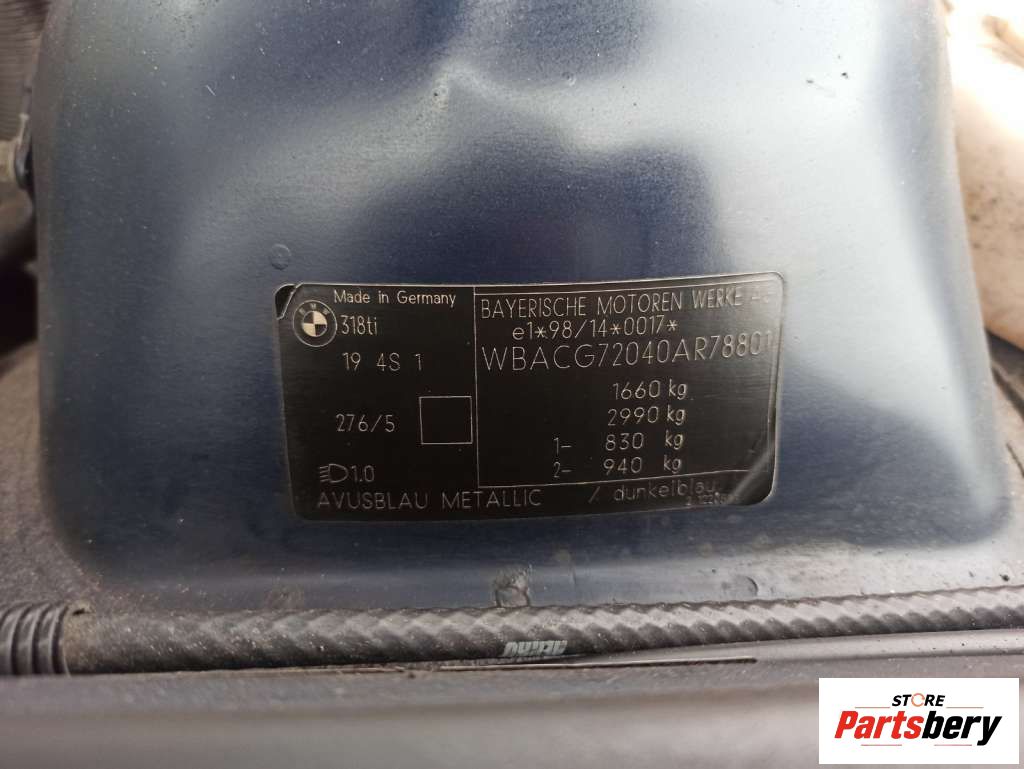 Made in Germany
318ti
19 4S 1
276/5
1.0
AVUSBLAU METALLIC / dunkelblau
BAYERISCHE MOTOREN WERKE AG
e1*98/14*0017*
WBACG72040AR78801
1660 kg
2990 kg
1- 830 kg
2- 940 kg
STORE
Partsbery